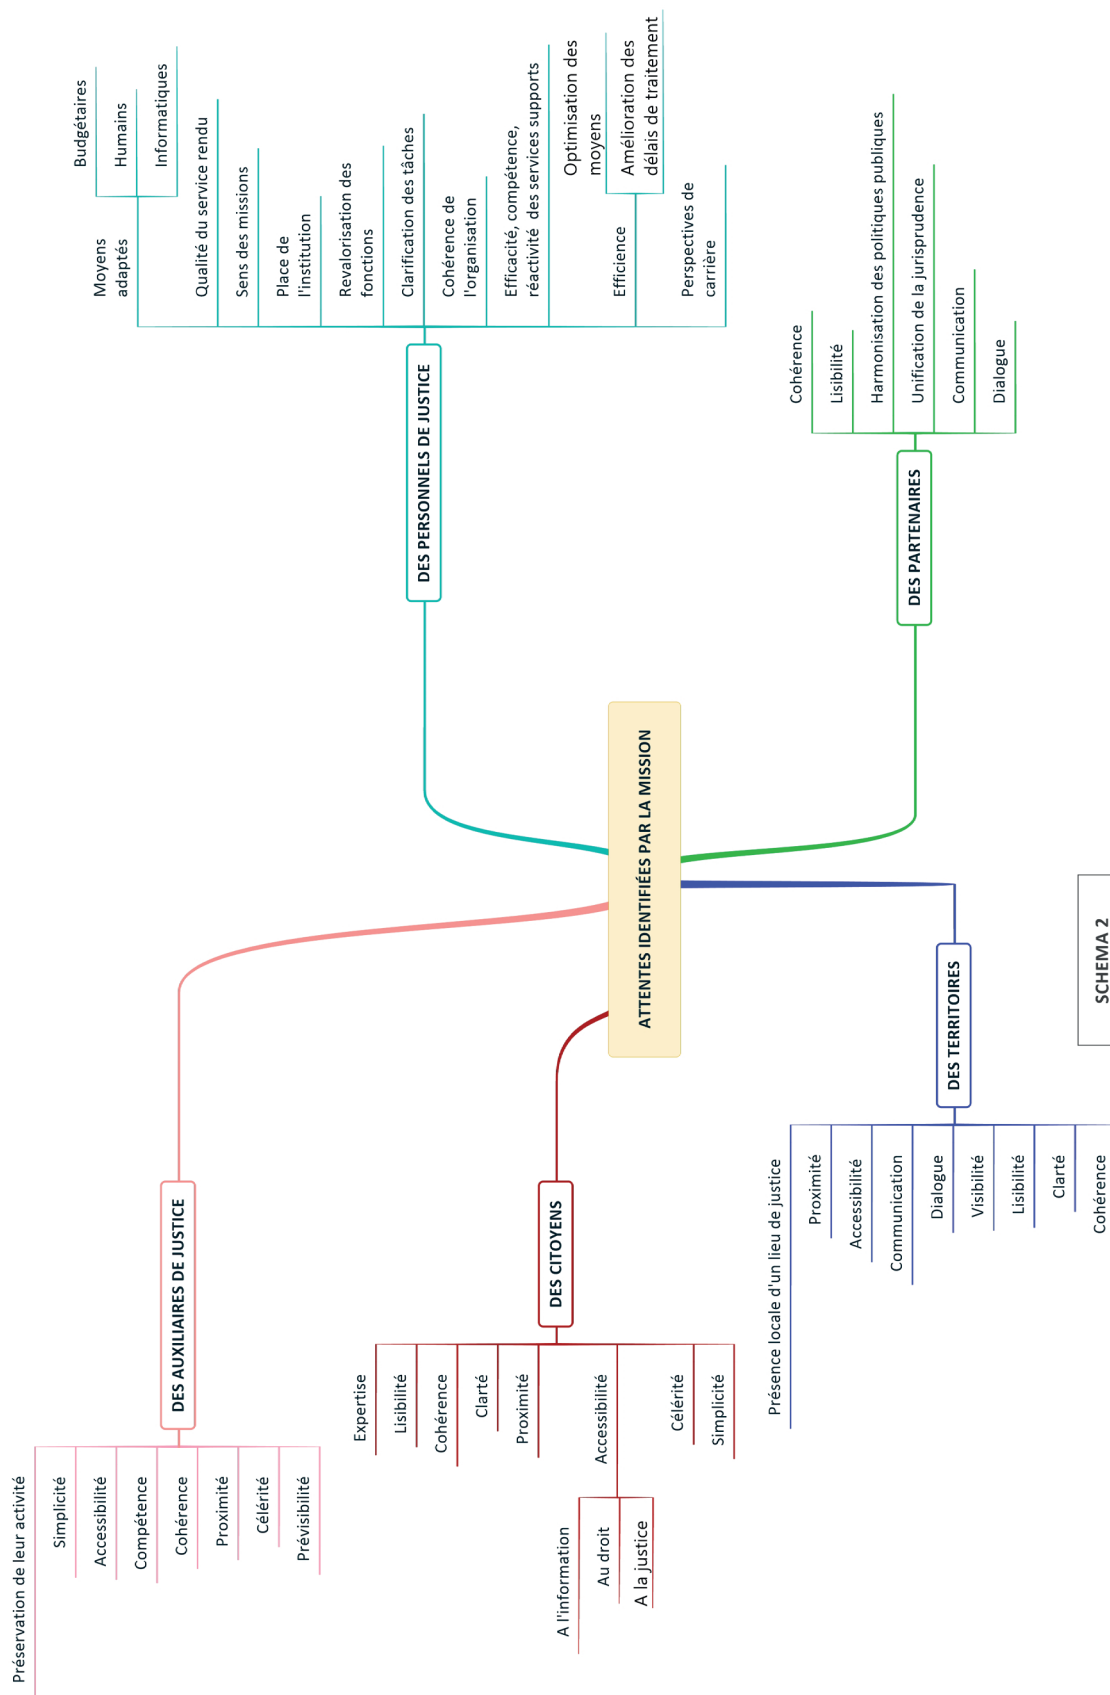 ATTENTES IDENTIFIÉES PAR LA MISSION
DES AUXILIAIRES DE JUSTICE
Préservation de leur activité
Simplicité
Accessibilité
Compétence
Cohérence
Proximité
Célérité
Prévisibilité
DES CITOYENS
Expertise
Lisibilité
Cohérence
Clarté
Proximité
Accessibilité
A l'information
Au droit
A la justice
Célérité
Simplicité
DES TERRITOIRES
Présence locale d'un lieu de justice
Proximité
Accessibilité
Communication
Dialogue
Visibilité
Lisibilité
Clarté
Cohérence
DES PERSONNELS DE JUSTICE
Moyens
adaptés
Budgétaires
Humains
Informatiques
Qualité du service rendu
Sens des missions
Place de
l'institution
Revalorisation des
fonctions
Clarification des tâches
Cohérence de
l'organisation
Efficacité, compétence,
réactivité des services supports
Efficience
Optimisation des
moyens
Amélioration des
délais de traitement
Perspectives de
carrière
DES PARTENAIRES
Cohérence
Lisibilité
Harmonisation des politiques publiques
Unification de la jurisprudence
Communication
Dialogue
SCHEMA 2